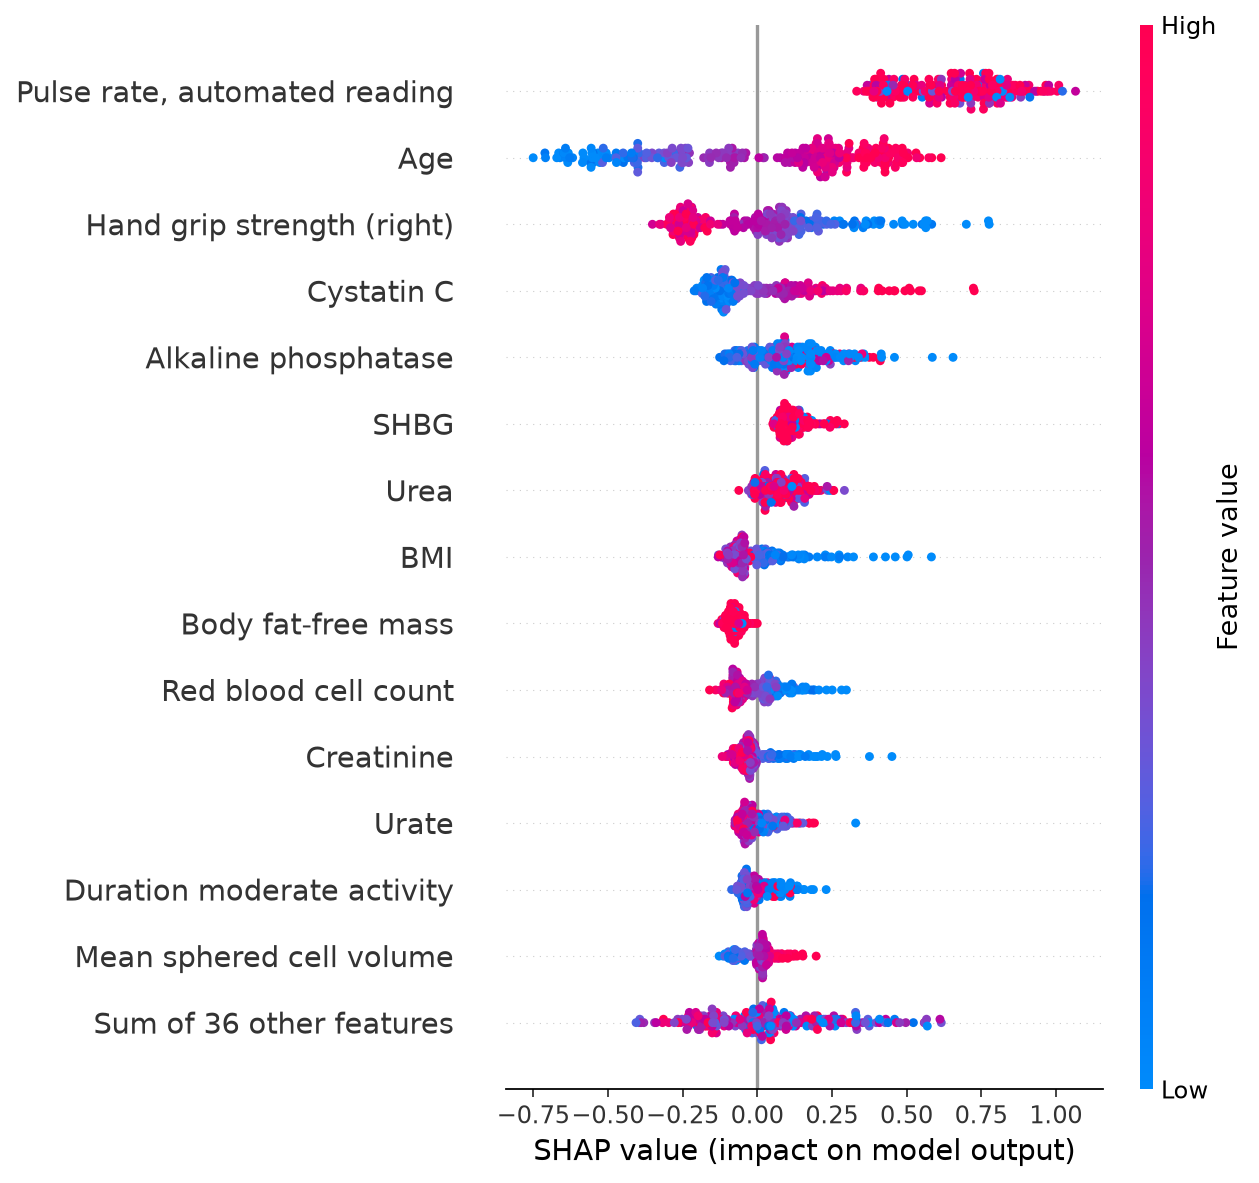 High
Pulse rate, automated reading
Age
Hand grip strength (right)
Cystatin C
Alkaline phosphatase
SHBG
Urea
BMI
Body fat-free mass
Red blood cell count
Creatinine
Urate
Duration moderate activity
Mean sphered cell volume
Sum of 36 other features
Feature value
Low
−0.75 −0.50 −0.25 0.00 0.25 0.50 0.75 1.00
SHAP value (impact on model output)